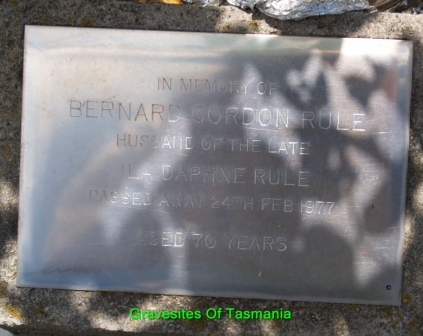 IN MEMORY OF
BERNARD GORDON RULE
HUSBAND OF THE LATE
ILA DAPHNE RULE
PASSED AWAY 24TH FEB 1977
AGED 70 YEARS
Gravesites Of Tasmania